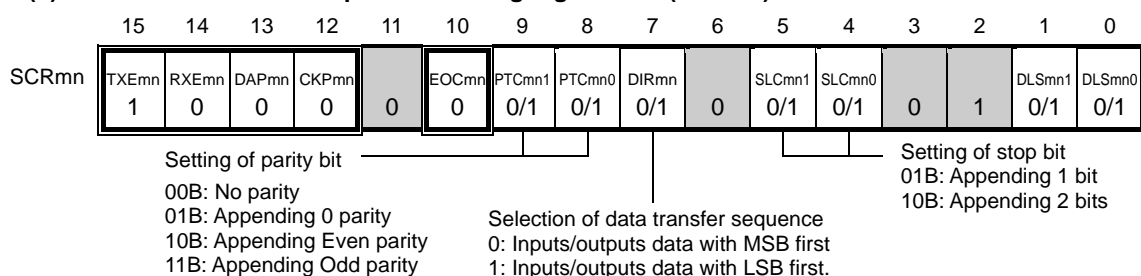 15 14 13 12 11 10 9 8 7 6 5 4 3 2 1 0
SCRmn
TXEmn RXEmn DAPmn CKPmn EOCmn PTCmn1 PTCmn0 DIRmn SLCmn1 SLCmn0 DLSmn1 DLSmn0
1 0 0 0 0 0 0/1 0/1 0/1 0 0/1 0/1 0 1 0/1 0/1
Setting of parity bit
00B: No parity
01B: Appending 0 parity
10B: Appending Even parity
11B: Appending Odd parity
Selection of data transfer sequence
0: Inputs/outputs data with MSB first
1: Inputs/outputs data with LSB first.
Setting of stop bit
01B: Appending 1 bit
10B: Appending 2 bits